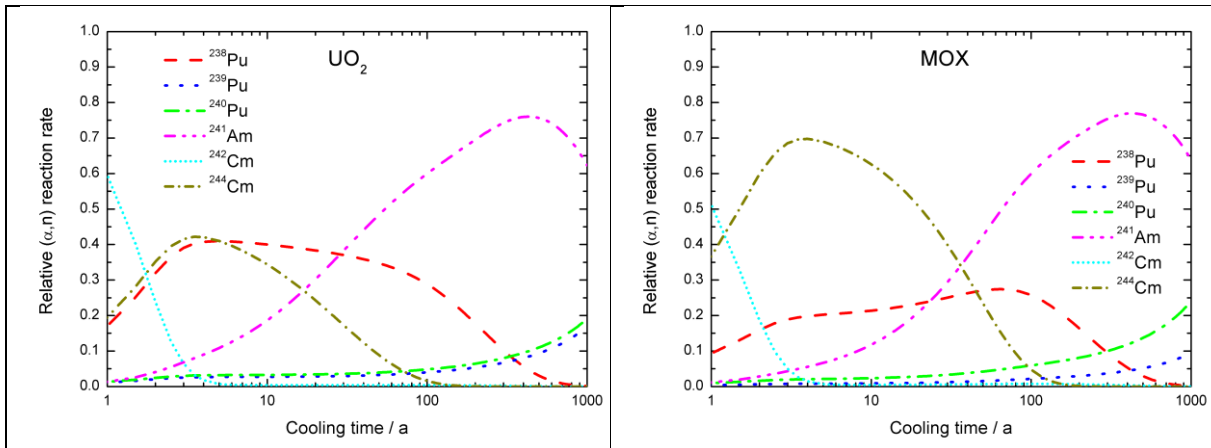 UO₂
Relative (α,n) reaction rate
1.0
0.9
0.8
0.7
0.6
0.5
0.4
0.3
0.2
0.1
0.0
²³⁸Pu
²³⁹Pu
²⁴⁰Pu
²⁴¹Am
²⁴²Cm
²⁴⁴Cm
1 10 100 1000
Cooling time / a
MOX
Relative (α,n) reaction rate
1.0
0.9
0.8
0.7
0.6
0.5
0.4
0.3
0.2
0.1
0.0
²³⁸Pu
²³⁹Pu
²⁴⁰Pu
²⁴¹Am
²⁴²Cm
²⁴⁴Cm
1 10 100 1000
Cooling time / a